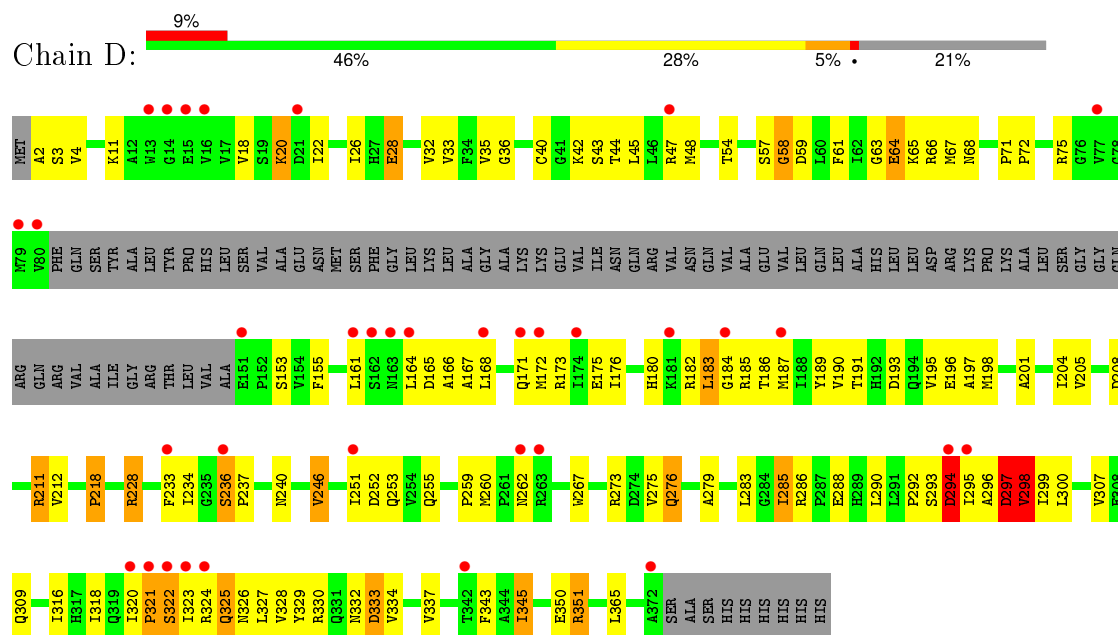 9%
Chain D:
46% 28% 5% • 21%
MET A2 S3 V4 K11 A12 W13 G14 E15 V16 V17 V18 S19 K20 D21 I22 I26 H27 E28 V32 V33 F34 V35 G36 C40 G41 K42 S43 T44 L45 L46 R47 M48 T54 S57 G58 D59 L60 F61 I62 G63 E64 K65 R66 M67 N68 P71 P72 R75 G76 V77 G78
M79 V80 PHE GLN SER TYR ALA LEU TYR PRO HIS LEU SER VAL ALA GLU ASN MET SER PHE GLY LEU LYS LEU ALA GLY ALA LYS LYS GLU VAL ILE ASN GLN ARG VAL ASN GLN VAL ALA GLU VAL LEU GLN LEU ALA HIS LEU LEU ASP ARG LYS PRO LYS ALA LEU SER GLY GLY GLN
ARG GLN ARG VAL ALA ILE GLY ARG THR LEU VAL ALA E151 P152 S153 V154 F155 L161 S162 N163 L164 D165 A166 A167 L168 Q171 M172 R173 I174 E175 I176 H180 K181 R182 L183 G184 R185 T186 M187 I188 Y189 V190 T191 H192 D193 Q194 V195 E196 A197 M198 A201 I204 V205 D208
R211 V212 P218 R228 F233 I234 G235 S236 P237 N240 V246 I251 D252 Q253 V254 Q255 P259 M260 P261 N262 R263 W267 R273 D274 V275 Q276 A279 L283 G284 I285 R286 P287 E288 H289 L290 L291 P292 S293 D294 I295 A296 D297 V298 I299 L300 V307
Q309 I316 H317 I318 Q319 I320 P321 S322 I323 R324 Q325 N326 L327 V328 Y329 R330 Q331 N332 D333 V334 V337 T342 F343 A344 I345 E350 R351 L365 A372 SER ALA SER HIS HIS HIS HIS HIS HIS